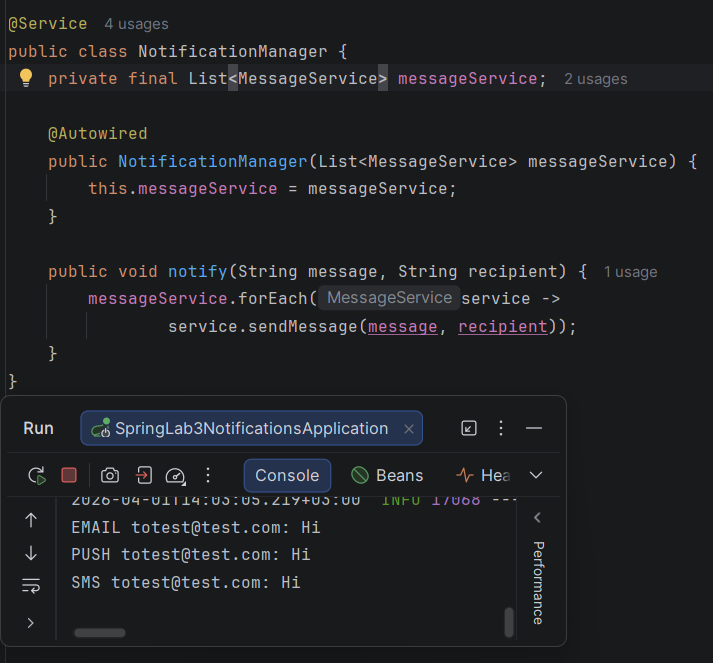 @Service 4 usages
public class NotificationManager {
private final List<MessageService> messageService; 2 usages
@Autowired
public NotificationManager(List<MessageService> messageService) {
this.messageService = messageService;
}
public void notify(String message, String recipient) { 1 usage
messageService.forEach( MessageService service ->
service.sendMessage(message, recipient));
}
}
Run SpringLab3NotificationsApplication
Console Beans Hea
2026-04-01T14:03:05.219+03:00 INFO 17068 ---
EMAIL totest@test.com: Hi
PUSH totest@test.com: Hi
SMS totest@test.com: Hi
Performance